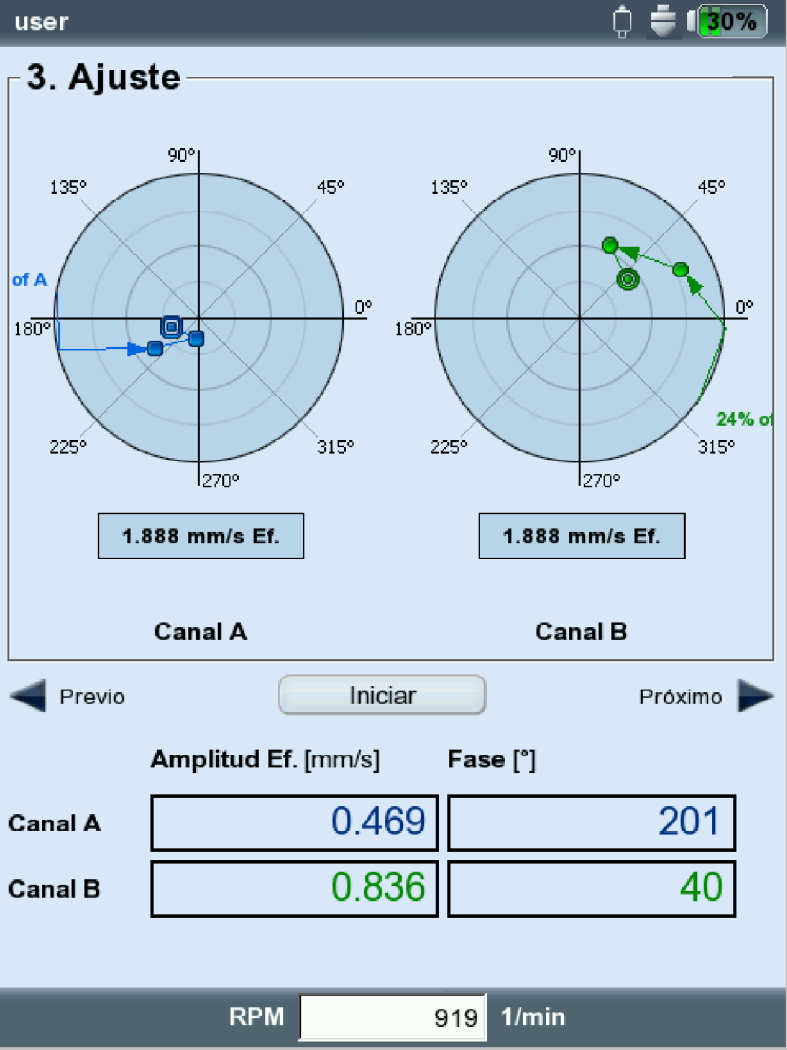 user
30%
3. Ajuste
90° 90°
135° 45° 135° 45°
of A
0° 0°
180° 180°
24% of
225° 315° 225° 315°
270° 270°
1.888 mm/s Ef. 1.888 mm/s Ef.
Canal A Canal B
Previo Iniciar Próximo
Amplitud Ef. [mm/s] Fase [°]
Canal A 0.469 201
Canal B 0.836 40
RPM 919 1/min